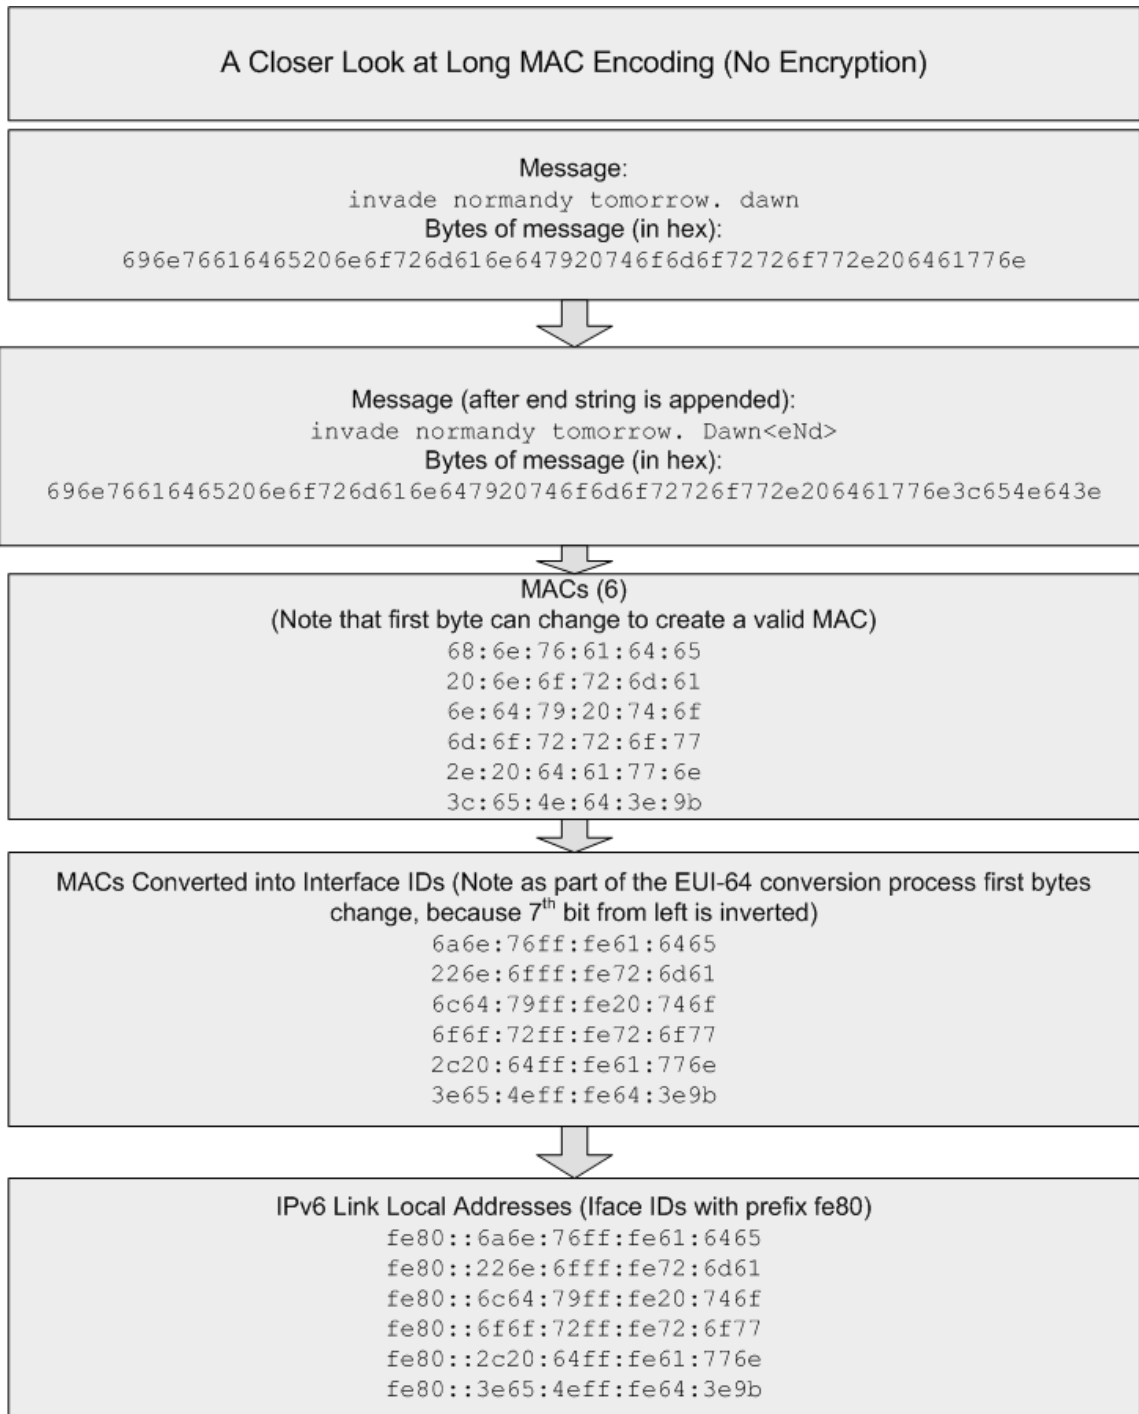 A Closer Look at Long MAC Encoding (No Encryption)
Message:
invade normandy tomorrow. dawn
Bytes of message (in hex):
696e76616465206e6f726d616e647920746f6d6f72726f772e206461776e
Message (after end string is appended):
invade normandy tomorrow. Dawn<eNd>
Bytes of message (in hex):
696e76616465206e6f726d616e647920746f6d6f72726f772e206461776e3c654e643e
MACs (6)
(Note that first byte can change to create a valid MAC)
68:6e:76:61:64:65
20:6e:6f:72:6d:61
6e:64:79:20:74:6f
6d:6f:72:72:6f:77
2e:20:64:61:77:6e
3c:65:4e:64:3e:9b
MACs Converted into Interface IDs (Note as part of the EUI-64 conversion process first bytes
change, because 7th bit from left is inverted)
6a6e:76ff:fe61:6465
226e:6fff:fe72:6d61
6c64:79ff:fe20:746f
6f6f:72ff:fe72:6f77
2c20:64ff:fe61:776e
3e65:4eff:fe64:3e9b
IPv6 Link Local Addresses (Iface IDs with prefix fe80)
fe80::6a6e:76ff:fe61:6465
fe80::226e:6fff:fe72:6d61
fe80::6c64:79ff:fe20:746f
fe80::6f6f:72ff:fe72:6f77
fe80::2c20:64ff:fe61:776e
fe80::3e65:4eff:fe64:3e9b